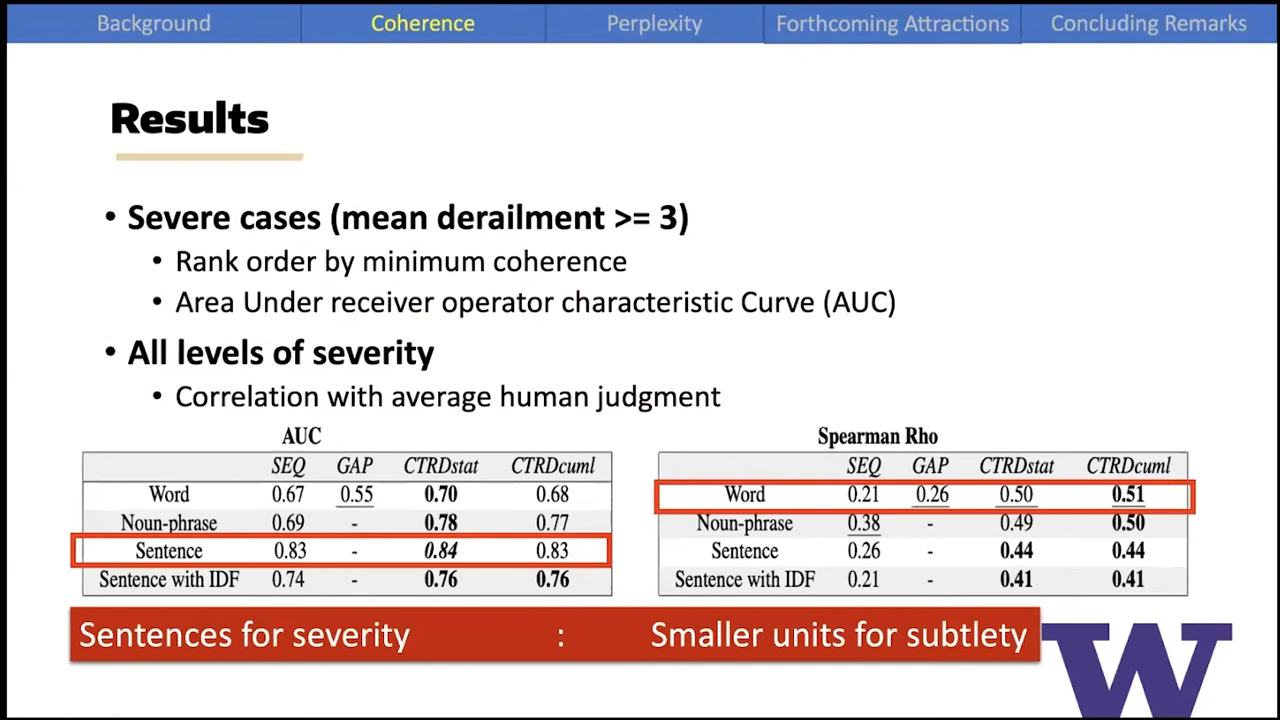 Background Coherence Perplexity Forthcoming Attractions Concluding Remarks
Results
• Severe cases (mean derailment >= 3)
• Rank order by minimum coherence
• Area Under receiver operator characteristic Curve (AUC)
• All levels of severity
• Correlation with average human judgment
AUC
SEQ GAP CTRDstat CTRDcuml
Word 0.67 0.55 0.70 0.68
Noun-phrase 0.69 - 0.78 0.77
Sentence 0.83 - 0.84 0.83
Sentence with IDF 0.74 - 0.76 0.76
Spearman Rho
SEQ GAP CTRDstat CTRDcuml
Word 0.21 0.26 0.50 0.51
Noun-phrase 0.38 - 0.49 0.50
Sentence 0.26 - 0.44 0.44
Sentence with IDF 0.21 - 0.41 0.41
Sentences for severity : Smaller units for subtlety
W